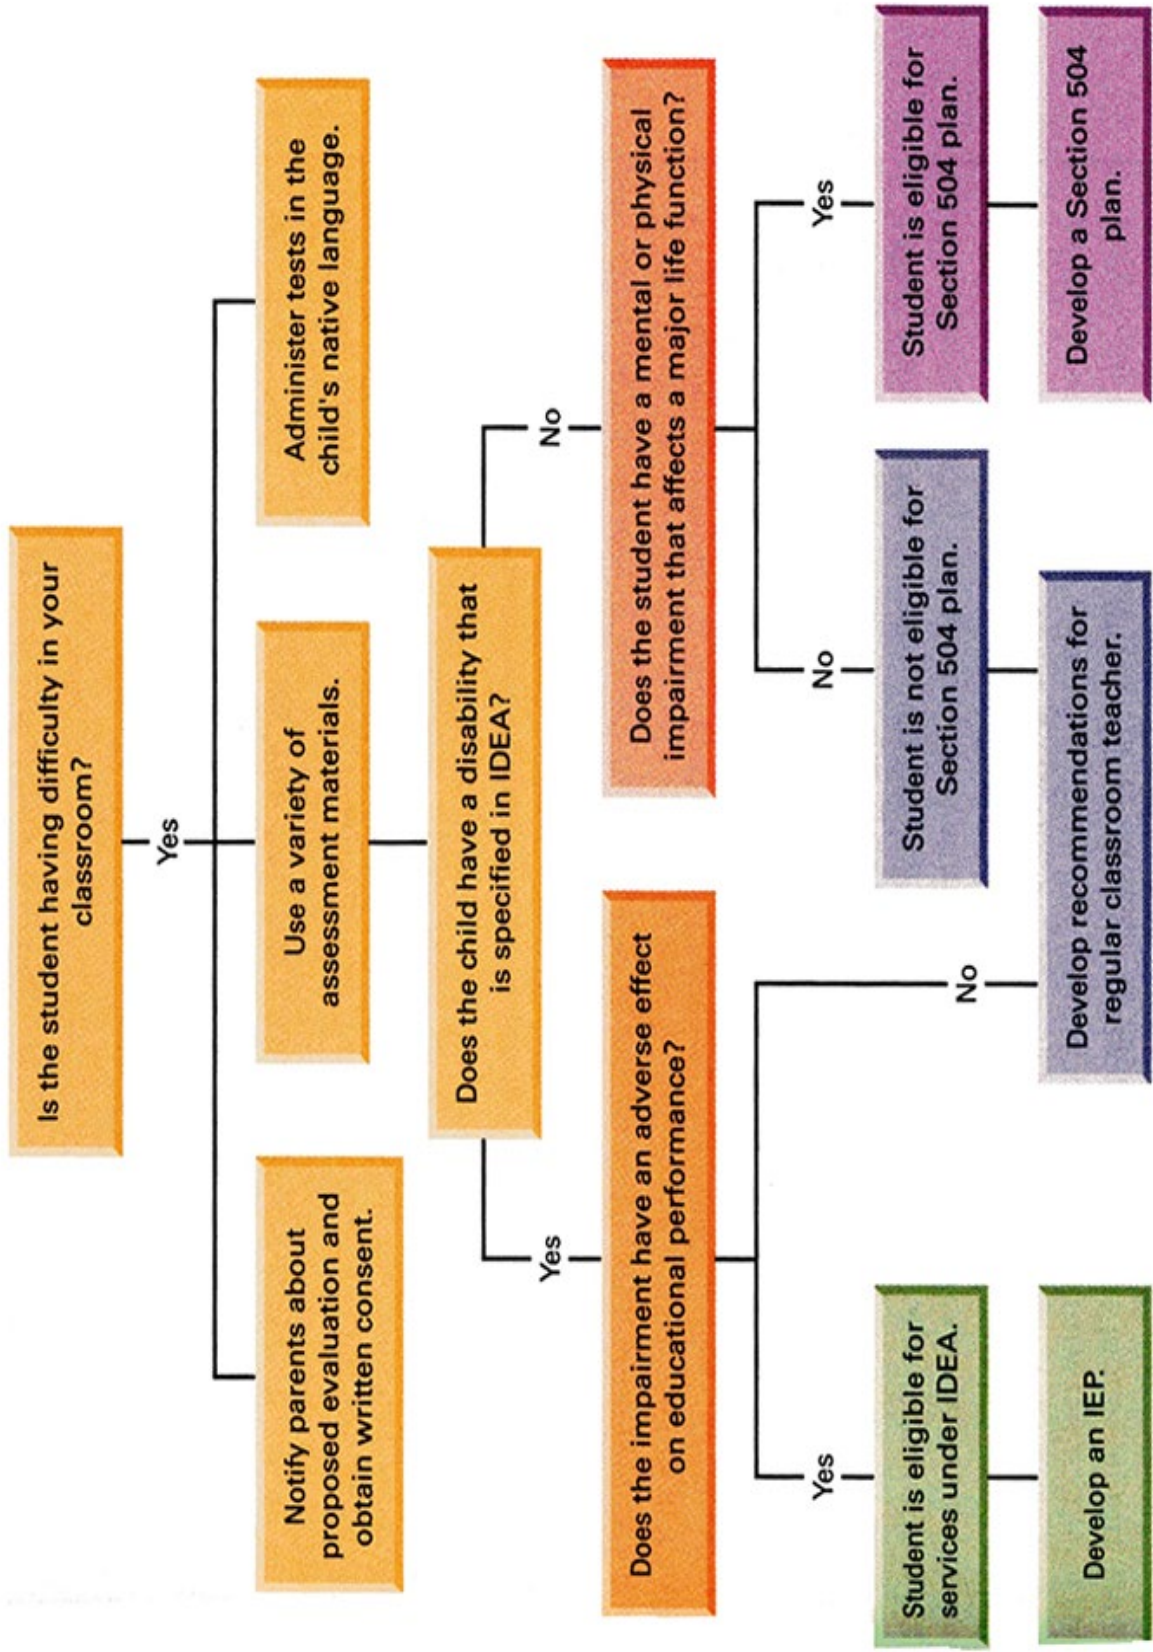 Is the student having difficulty in your
classroom?
Yes
Notify parents about
proposed evaluation and
obtain written consent.
Use a variety of
assessment materials.
Administer tests in the
child's native language.
Does the child have a disability that
is specified in IDEA?
Yes
No
Does the impairment have an adverse effect
on educational performance?
Does the student have a mental or physical
impairment that affects a major life function?
Yes
No
No
Yes
Student is eligible for
services under IDEA.
Student is not eligible for
Section 504 plan.
Student is eligible for
Section 504 plan.
Develop an IEP.
Develop recommendations for
regular classroom teacher.
Develop a Section 504
plan.